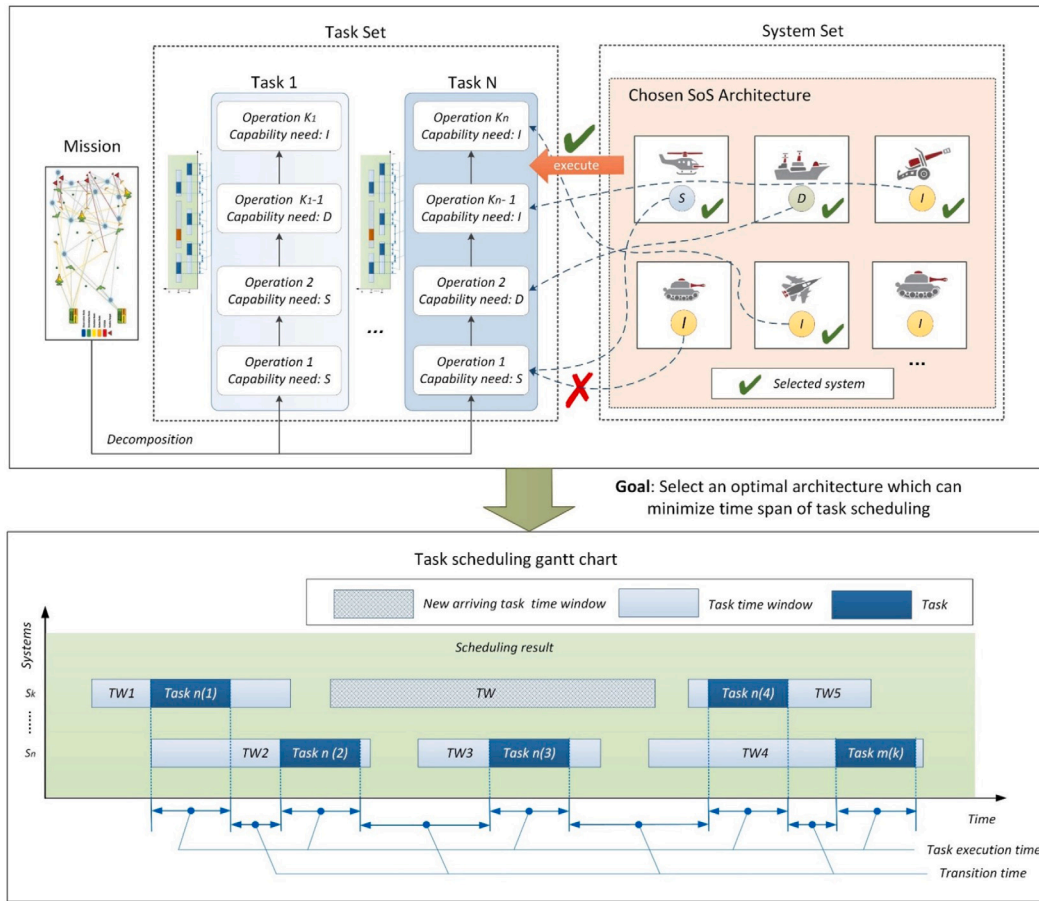 Task Set
System Set
Task 1
Task N
Chosen SoS Architecture
Mission
Operation K1
Capability need: I
Operation Kn
Capability need: I
execute
Operation K1-1
Capability need: D
Operation Kn- 1
Capability need: I
S
D
I
Operation 2
Capability need: S
Operation 2
Capability need: D
I
I
I
...
...
Operation 1
Capability need: S
Operation 1
Capability need: S
Selected system
Decomposition
Goal: Select an optimal architecture which can
minimize time span of task scheduling
Task scheduling gantt chart
New arriving task time window
Task time window
Task
Systems
Scheduling result
Sk
TW1
Task n(1)
TW
Task n(4)
TW5
......
Sn
TW2
Task n (2)
TW3
Task n(3)
TW4
Task m(k)
Time
Task execution time
Transition time